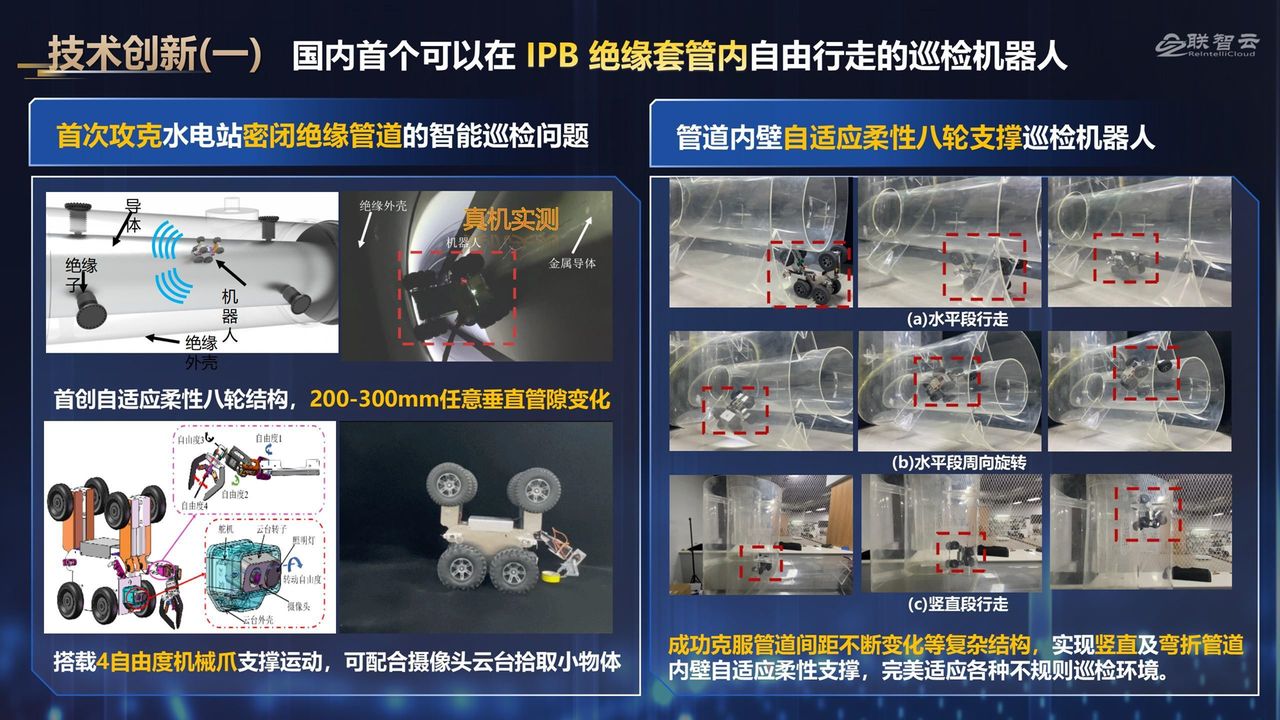 技术创新(一)
国内首个可以在 IPB 绝缘套管内自由行走的巡检机器人
联智云
ReIntelliCloud
首次攻克水电站密闭绝缘管道的智能巡检问题
导体
绝缘子
机器人
绝缘外壳
绝缘外壳
真机实测
机器人
金属导体
首创自适应柔性八轮结构，200-300mm任意垂直管隙变化
自由度3
自由度1
自由度2
自由度4
舵机
云台转子
照明灯
转动自由度
摄像头
云台外壳
搭载4自由度机械爪支撑运动，可配合摄像头云台拾取小物体
管道内壁自适应柔性八轮支撑巡检机器人
(a)水平段行走
(b)水平段周向旋转
(c)竖直段行走
成功克服管道间距不断变化等复杂结构，实现竖直及弯折管道
内壁自适应柔性支撑，完美适应各种不规则巡检环境。